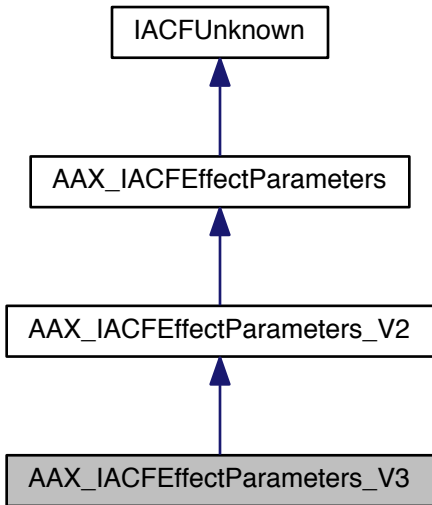 IACFUnknown
AAX_IACFEffectParameters
AAX_IACFEffectParameters_V2
AAX_IACFEffectParameters_V3